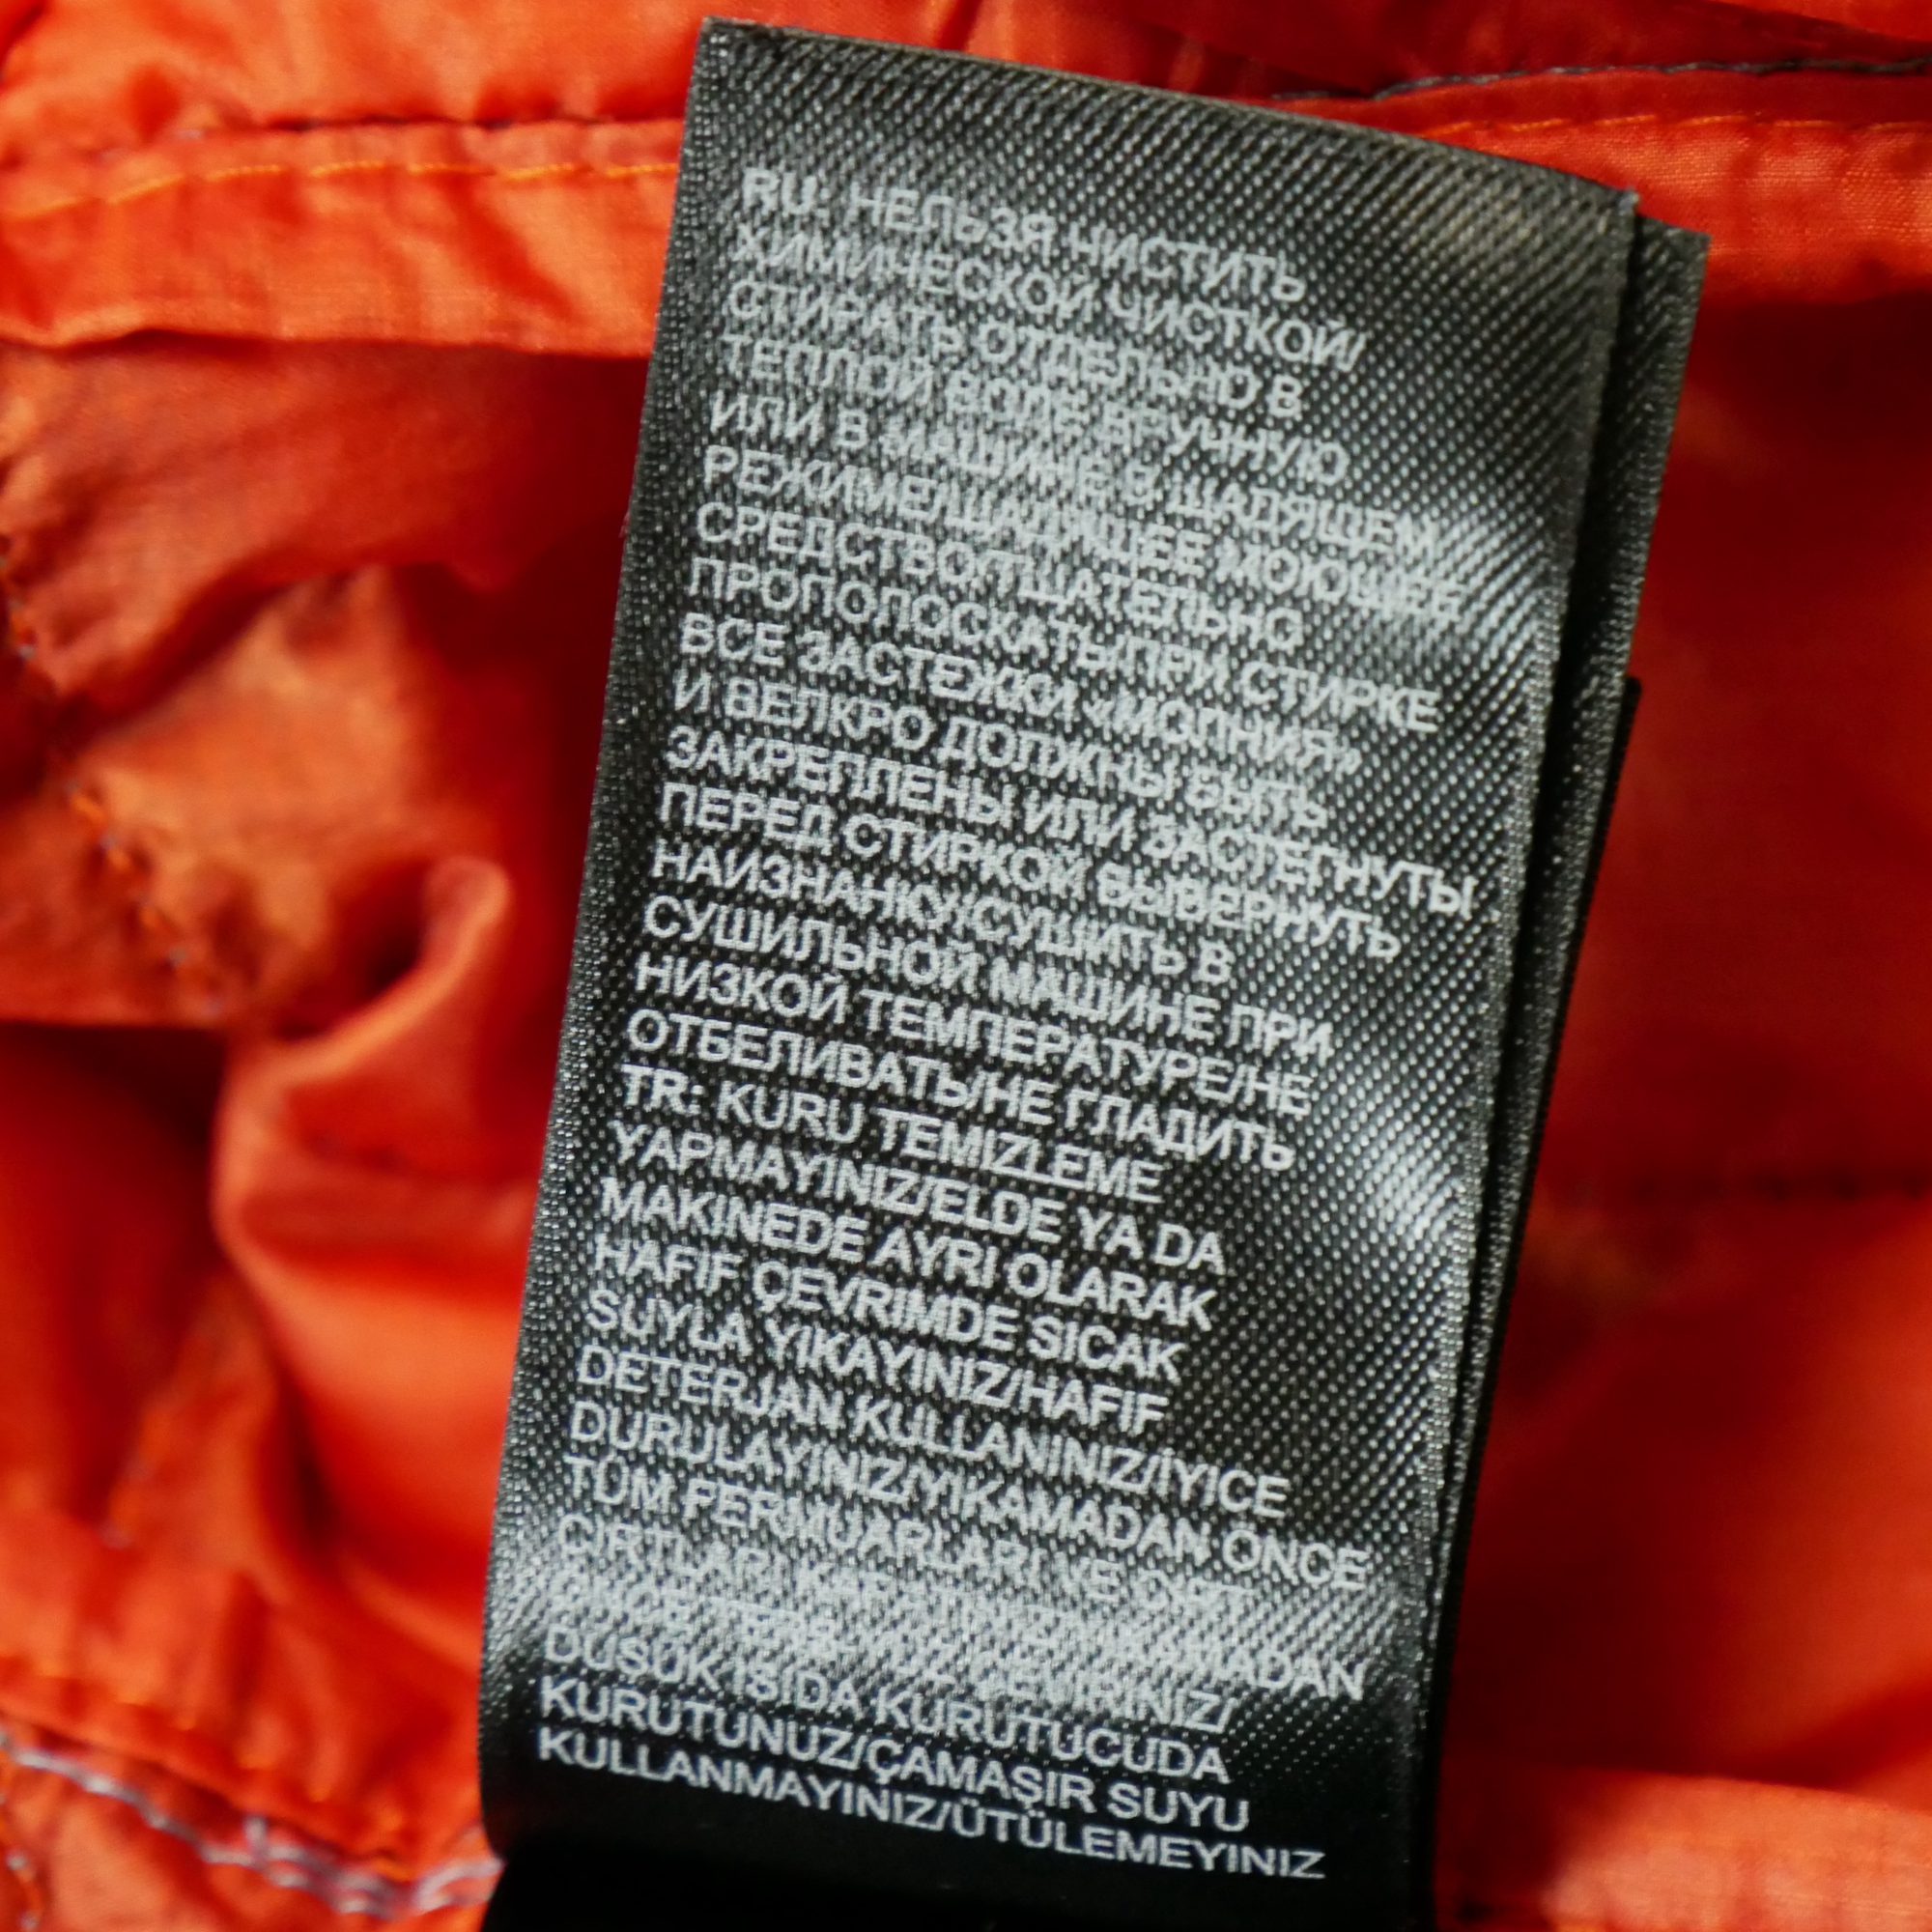 RU: НЕЛЬЗЯ ЧИСТИТЬ
ХИМИЧЕСКОЙ ЧИСТКОЙ/
СТИРАТЬ ОТДЕЛЬНО В
ТЕПЛОЙ ВОДЕ ВРУЧНУЮ
ИЛИ В МАШИНЕ В ЩАДЯЩЕМ
РЕЖИМЕ/ЩАДЯЩЕЕ МОЮЩЕЕ
СРЕДСТВО/ТЩАТЕЛЬНО
ПРОПОЛОСКАТЬ/ПРИ СТИРКЕ
ВСЕ ЗАСТЕЖКИ «МОЛНИЯ»
И ВЕЛКРО ДОЛЖНЫ БЫТЬ
ЗАКРЕПЛЕНЫ ИЛИ ЗАСТЕГНУТЫ
ПЕРЕД СТИРКОЙ ВЫВЕРНУТЬ
НАИЗНАНКУ/СУШИТЬ В
СУШИЛЬНОЙ МАШИНЕ ПРИ
НИЗКОЙ ТЕМПЕРАТУРЕ/НЕ
ОТБЕЛИВАТЬ/НЕ ГЛАДИТЬ
TR: KURU TEMIZLEME
YAPMAYINIZ/ELDE YA DA
MAKINEDE AYRI OLARAK
HAFIF ÇEVRIMDE SICAK
SUYLA YIKAYINIZ/HAFIF
DETERJAN KULLANINIZ/İYICE
DURULAYINIZ/YIKAMADAN ÖNCE
TÜM FERMUARLARI VE CIRT
CIRTLARI
DÜŞÜK ISIDA KURUTUCUDA
KURUTUNUZ/ÇAMAŞIR SUYU
KULLANMAYINIZ/ÜTÜLEMEYINIZ